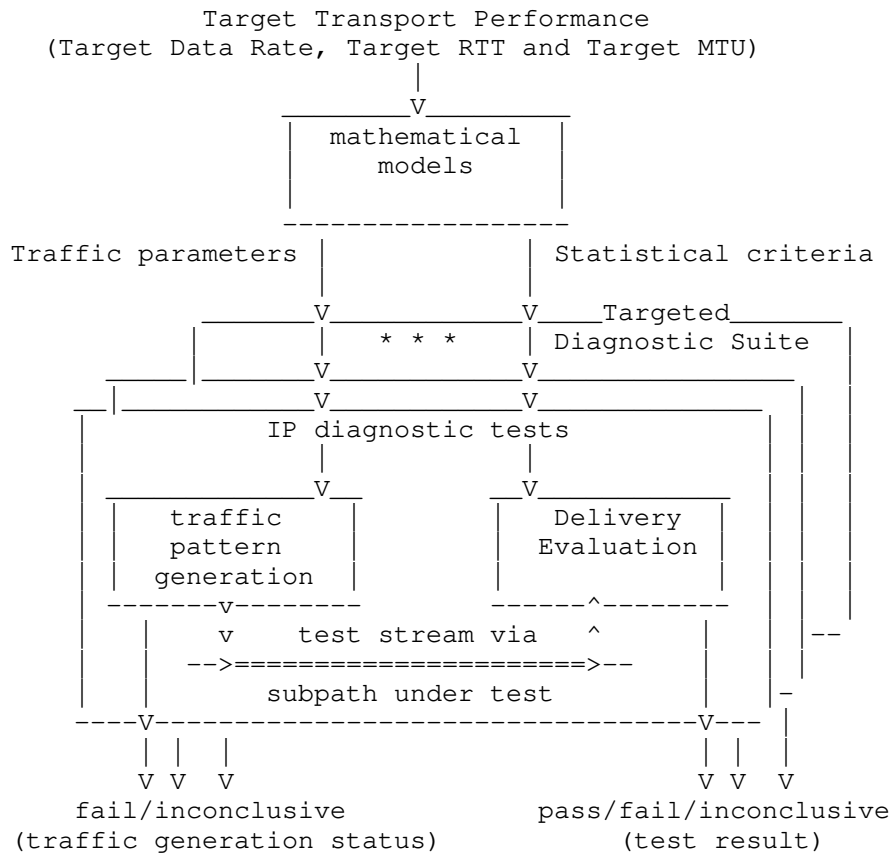 Target Transport Performance
(Target Data Rate, Target RTT and Target MTU)
mathematical
models
Traffic parameters
Statistical criteria
Targeted
* * *
Diagnostic Suite
IP diagnostic tests
traffic
pattern
generation
Delivery
Evaluation
test stream via
subpath under test
fail/inconclusive
(traffic generation status)
pass/fail/inconclusive
(test result)